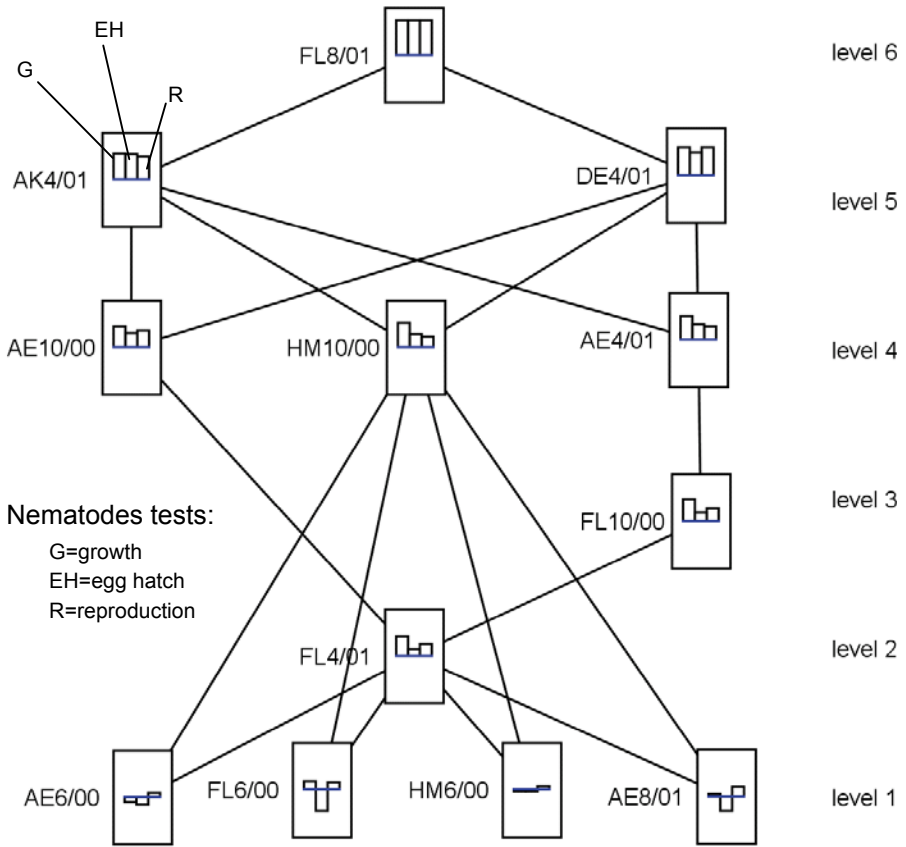 EH
FL8/01
level 6
G
R
AK4/01
DE4/01
level 5
AE10/00
HM10/00
AE4/01
level 4
Nematodes tests:
G=growth
EH=egg hatch
R=reproduction
FL10/00
level 3
FL4/01
level 2
AE6/00
FL6/00
HM6/00
AE8/01
level 1